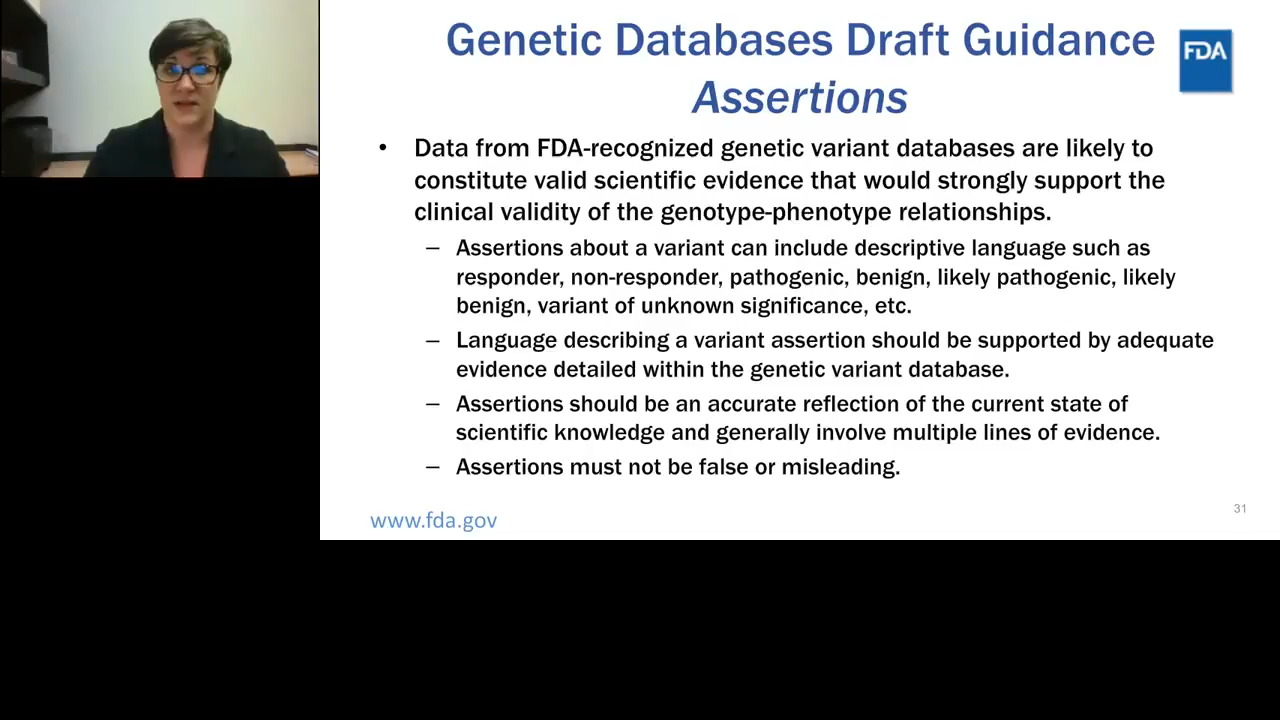 Genetic Databases Draft Guidance
Assertions
FDA
• Data from FDA-recognized genetic variant databases are likely to
constitute valid scientific evidence that would strongly support the
clinical validity of the genotype-phenotype relationships.
– Assertions about a variant can include descriptive language such as
responder, non-responder, pathogenic, benign, likely pathogenic, likely
benign, variant of unknown significance, etc.
– Language describing a variant assertion should be supported by adequate
evidence detailed within the genetic variant database.
– Assertions should be an accurate reflection of the current state of
scientific knowledge and generally involve multiple lines of evidence.
– Assertions must not be false or misleading.
www.fda.gov
31